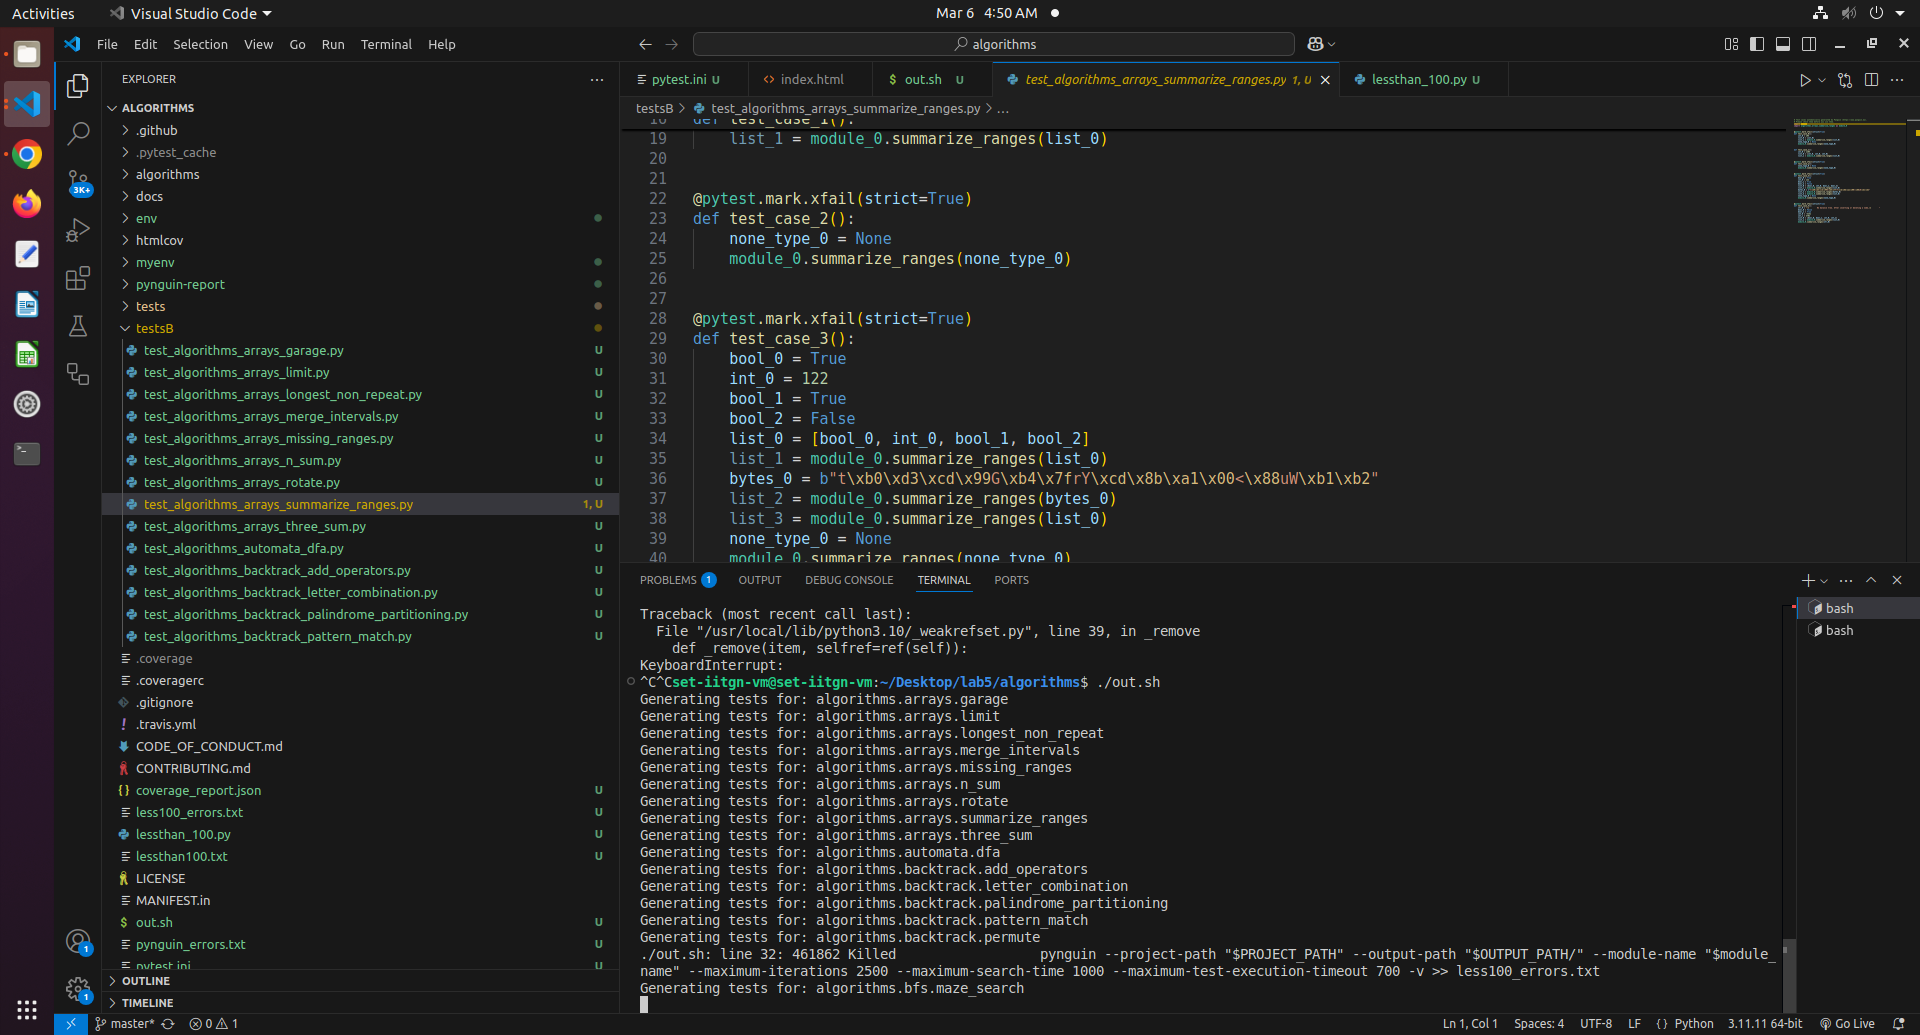 Activities
Visual Studio Code
Mar 6 4:50 AM
File Edit Selection View Go Run Terminal Help
algorithms
EXPLORER
ALGORITHMS
.github
.pytest_cache
algorithms
docs
env
htmlcov
myenv
pynguin-report
tests
testsB
test_algorithms_arrays_garage.py U
test_algorithms_arrays_limit.py U
test_algorithms_arrays_longest_non_repeat.py U
test_algorithms_arrays_merge_intervals.py U
test_algorithms_arrays_missing_ranges.py U
test_algorithms_arrays_n_sum.py U
test_algorithms_arrays_rotate.py U
test_algorithms_arrays_summarize_ranges.py 1, U
test_algorithms_arrays_three_sum.py U
test_algorithms_automata_dfa.py U
test_algorithms_backtrack_add_operators.py U
test_algorithms_backtrack_letter_combination.py U
test_algorithms_backtrack_palindrome_partitioning.py U
test_algorithms_backtrack_pattern_match.py U
.coverage
.coveragerc
.gitignore
.travis.yml
CODE_OF_CONDUCT.md
CONTRIBUTING.md
coverage_report.json U
less100_errors.txt U
lessthan_100.py U
lessthan100.txt U
LICENSE
MANIFEST.in
out.sh U
pynguin_errors.txt U
pytest.ini U
OUTLINE
TIMELINE
3K+
1
1
pytest.ini U
index.html
out.sh U
test_algorithms_arrays_summarize_ranges.py 1, U
lessthan_100.py U
testsB > test_algorithms_arrays_summarize_ranges.py > ...
18 def test_case_1():
19 list_1 = module_0.summarize_ranges(list_0)
20
21
22 @pytest.mark.xfail(strict=True)
23 def test_case_2():
24 none_type_0 = None
25 module_0.summarize_ranges(none_type_0)
26
27
28 @pytest.mark.xfail(strict=True)
29 def test_case_3():
30 bool_0 = True
31 int_0 = 122
32 bool_1 = True
33 bool_2 = False
34 list_0 = [bool_0, int_0, bool_1, bool_2]
35 list_1 = module_0.summarize_ranges(list_0)
36 bytes_0 = b"t\xb0\xd3\xcd\x99G\xb4\x7frY\xcd\x8b\xa1\x00<\x88uW\xb1\xb2"
37 list_2 = module_0.summarize_ranges(bytes_0)
38 list_3 = module_0.summarize_ranges(list_0)
39 none_type_0 = None
40 module_0.summarize_ranges(none_type_0)
PROBLEMS 1 OUTPUT DEBUG CONSOLE TERMINAL PORTS
Traceback (most recent call last):
File "/usr/local/lib/python3.10/_weakrefset.py", line 39, in _remove
def _remove(item, selfref=ref(self)):
KeyboardInterrupt:
^C^Cset-iitgn-vm@set-iitgn-vm:~/Desktop/lab5/algorithms$ ./out.sh
Generating tests for: algorithms.arrays.garage
Generating tests for: algorithms.arrays.limit
Generating tests for: algorithms.arrays.longest_non_repeat
Generating tests for: algorithms.arrays.merge_intervals
Generating tests for: algorithms.arrays.missing_ranges
Generating tests for: algorithms.arrays.n_sum
Generating tests for: algorithms.arrays.rotate
Generating tests for: algorithms.arrays.summarize_ranges
Generating tests for: algorithms.arrays.three_sum
Generating tests for: algorithms.automata.dfa
Generating tests for: algorithms.backtrack.add_operators
Generating tests for: algorithms.backtrack.letter_combination
Generating tests for: algorithms.backtrack.palindrome_partitioning
Generating tests for: algorithms.backtrack.pattern_match
Generating tests for: algorithms.backtrack.permute
./out.sh: line 32: 461862 Killed pynguin --project-path "$PROJECT_PATH" --output-path "$OUTPUT_PATH/" --module-name "$module_
name" --maximum-iterations 2500 --maximum-search-time 1000 --maximum-test-execution-timeout 700 -v >> less100_errors.txt
Generating tests for: algorithms.bfs.maze_search
bash
bash
master* 0 1
Ln 1, Col 1 Spaces: 4 UTF-8 LF Python 3.11.11 64-bit Go Live